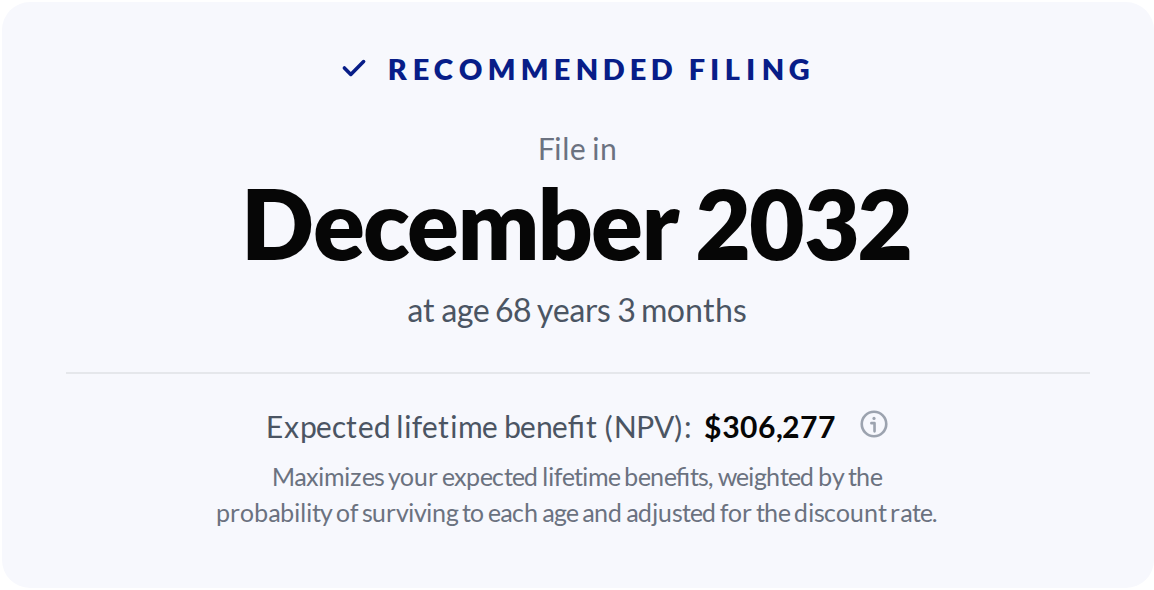 RECOMMENDED FILING
File in
December 2032
at age 68 years 3 months
Expected lifetime benefit (NPV): $306,277
Maximizes your expected lifetime benefits, weighted by the
probability of surviving to each age and adjusted for the discount rate.